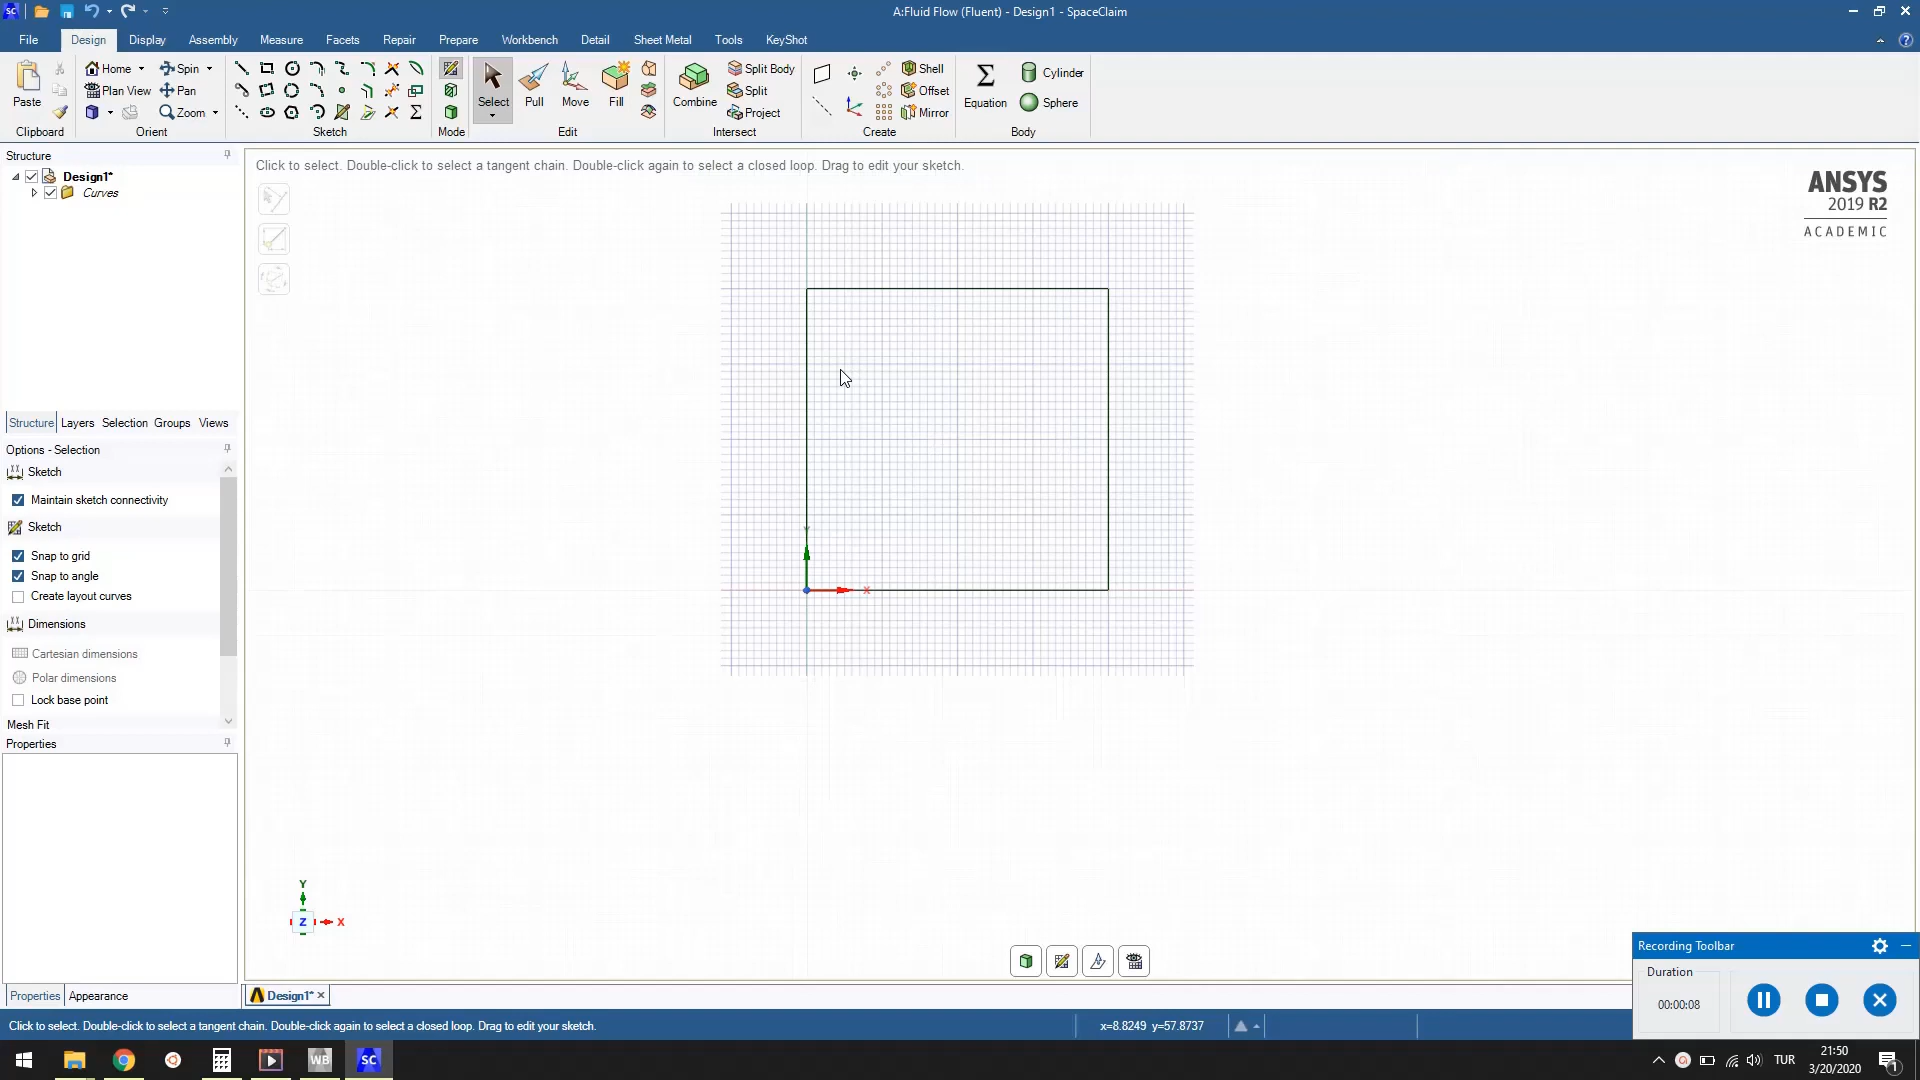 A:Fluid Flow (Fluent) - Design1 - SpaceClaim
File Design Display Assembly Measure Facets Repair Prepare Workbench Detail Sheet Metal Tools KeyShot
Paste
Home
Plan View
Spin
Pan
Zoom
Select
Pull
Move
Fill
Combine
Split Body
Split
Project
Shell
Offset
Mirror
Equation
Cylinder
Sphere
Clipboard Orient Sketch Mode Edit Intersect Create Body
Structure
Design1*
Curves
Structure Layers Selection Groups Views
Options - Selection
Sketch
Maintain sketch connectivity
Sketch
Snap to grid
Snap to angle
Create layout curves
Dimensions
Cartesian dimensions
Polar dimensions
Lock base point
Mesh Fit
Properties
Properties Appearance
Click to select. Double-click to select a tangent chain. Double-click again to select a closed loop. Drag to edit your sketch.
ANSYS
2019 R2
ACADEMIC
Y
X
Y
Z X
Design1*
Click to select. Double-click to select a tangent chain. Double-click again to select a closed loop. Drag to edit your sketch.
x=8.8249 y=57.8737
Recording Toolbar
Duration
00:00:08
WB SC
TUR
21:50
3/20/2020
1